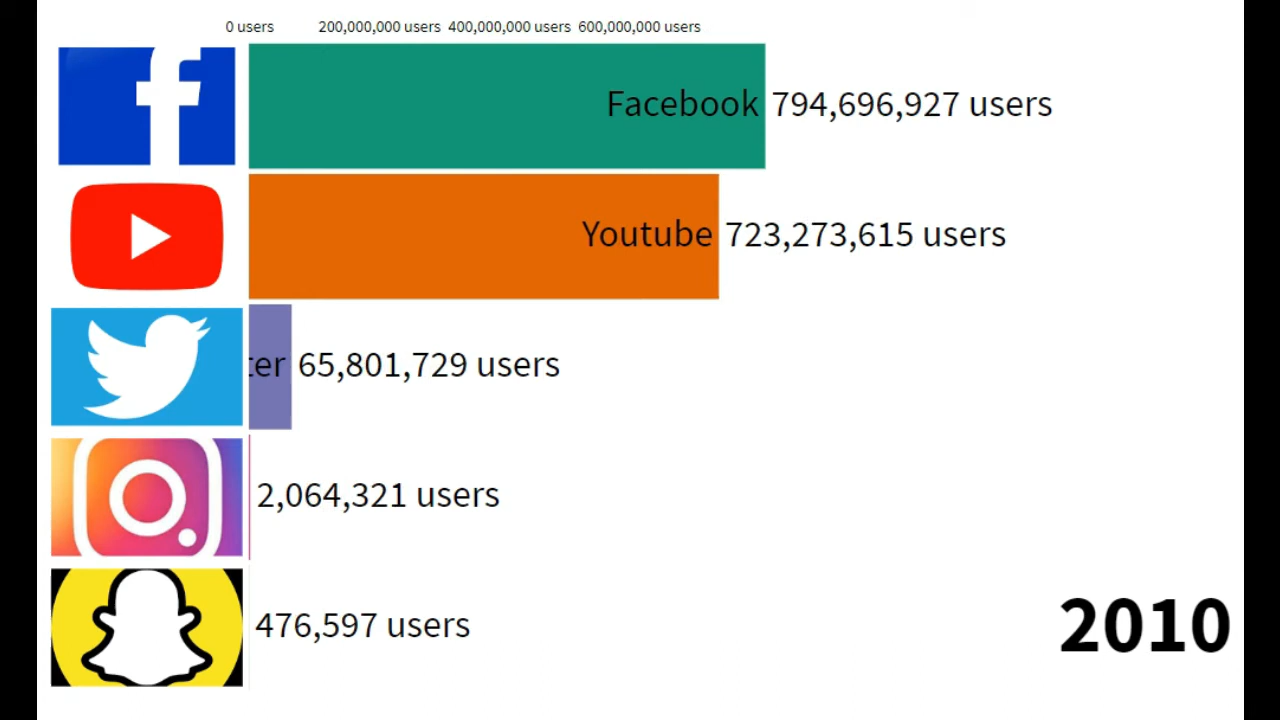 0 users 200,000,000 users 400,000,000 users 600,000,000 users
Facebook 794,696,927 users
Youtube 723,273,615 users
ter 65,801,729 users
2,064,321 users
476,597 users
2010